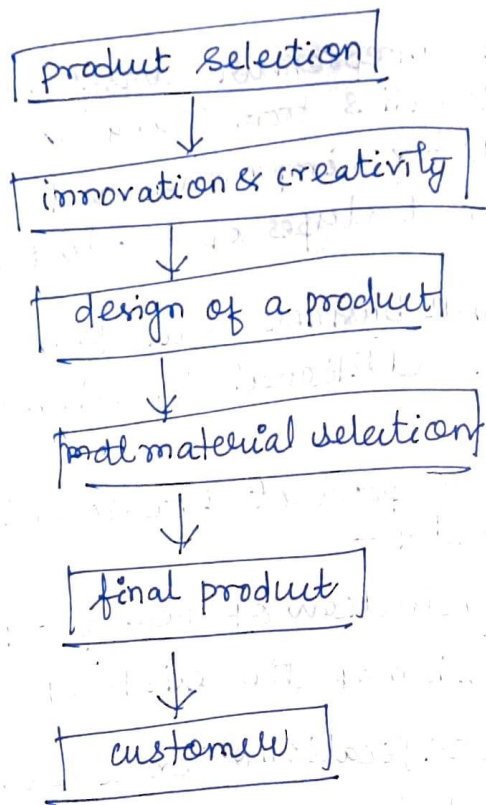 product selection
innovation & creativity
design of a product
material selection
final product
customer